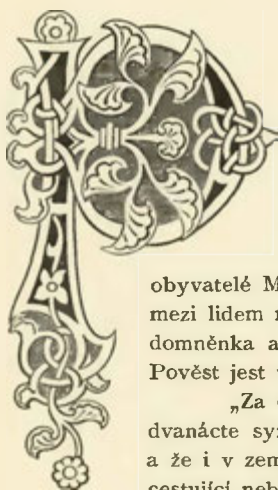 P
obyvatelé M
mezi lidem
domněnka a
Pověst jest
„Za
dvanácte sy
a že i v zem
cestující neb